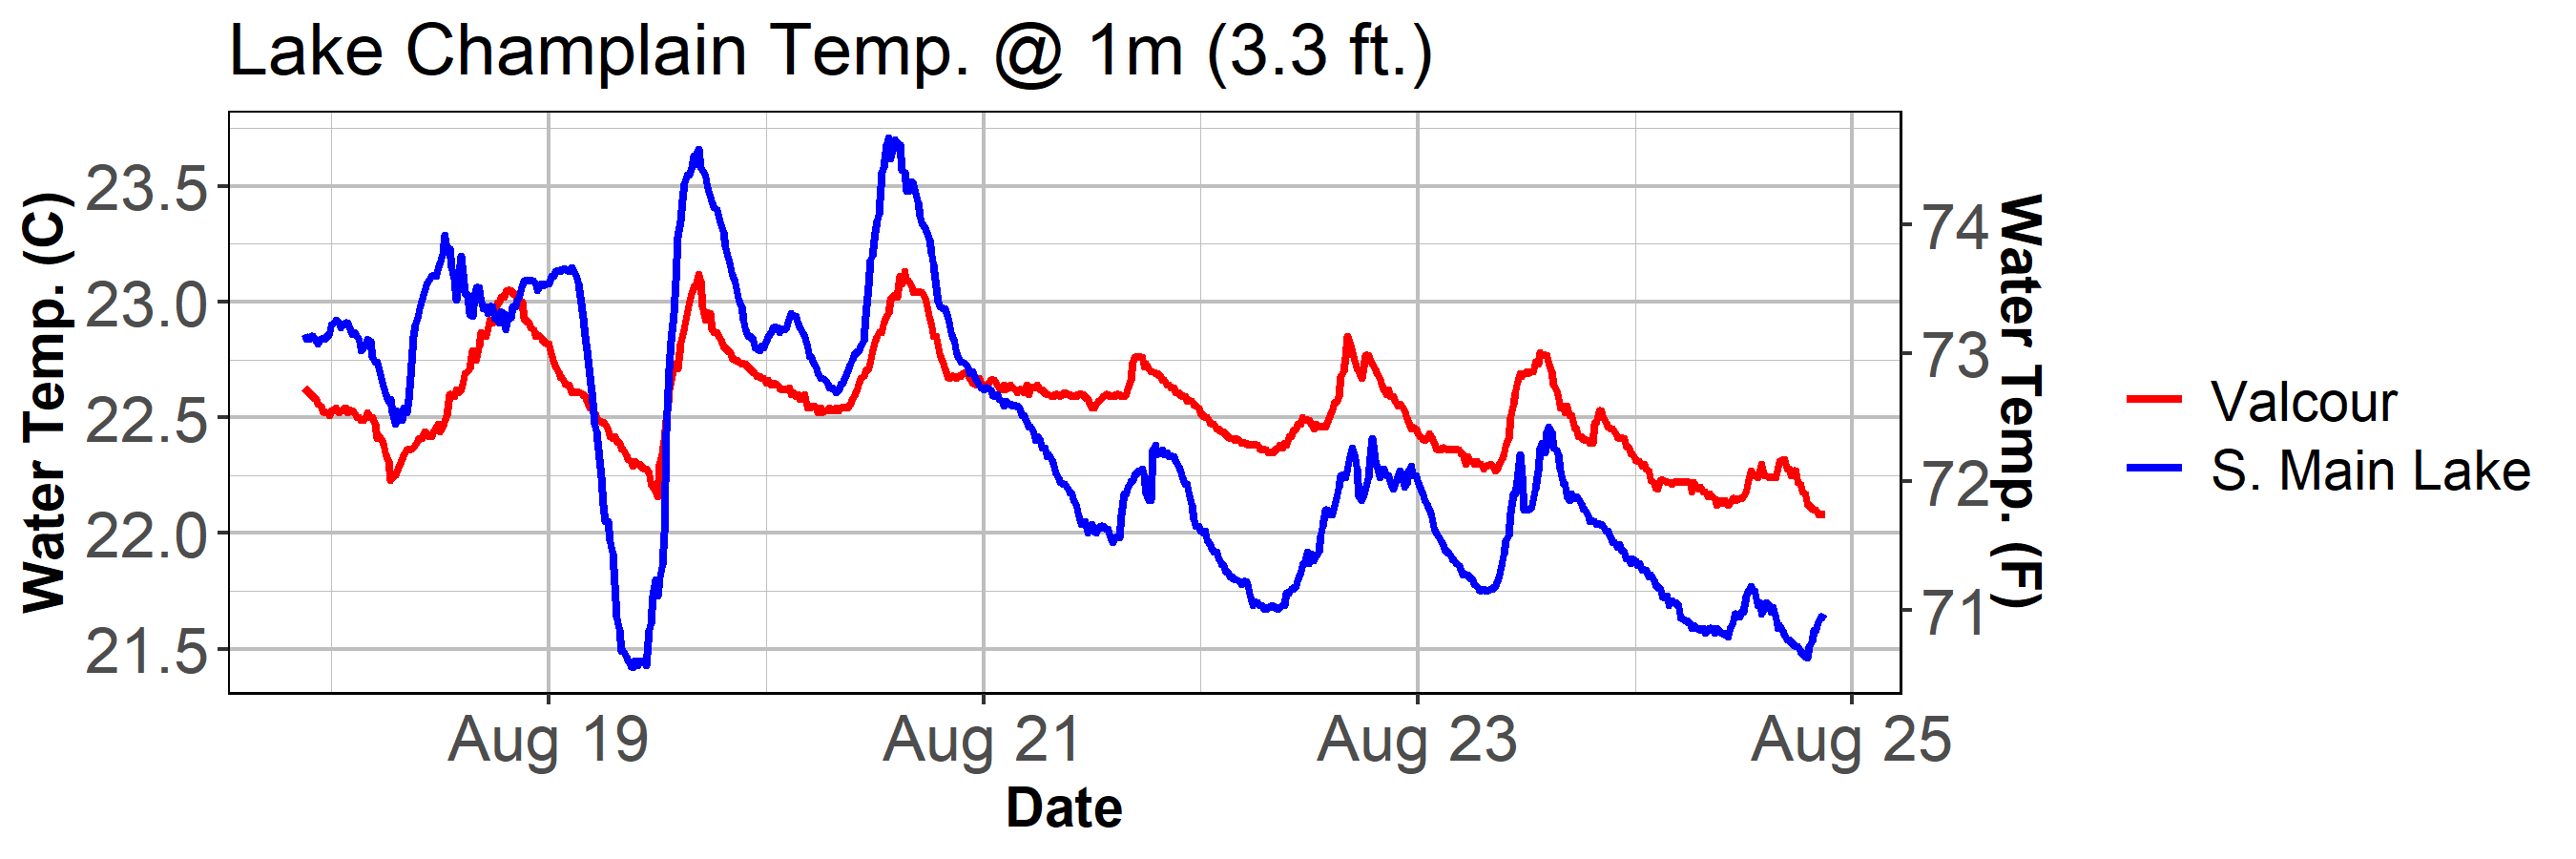 Lake Champlain Temp. @ 1m (3.3 ft.)
Water Temp. (C)
23.5
23.0
22.5
22.0
21.5
74
73
72
71
Water Temp. (F)
Valcour
S. Main Lake
Aug 19
Aug 21
Aug 23
Aug 25
Date